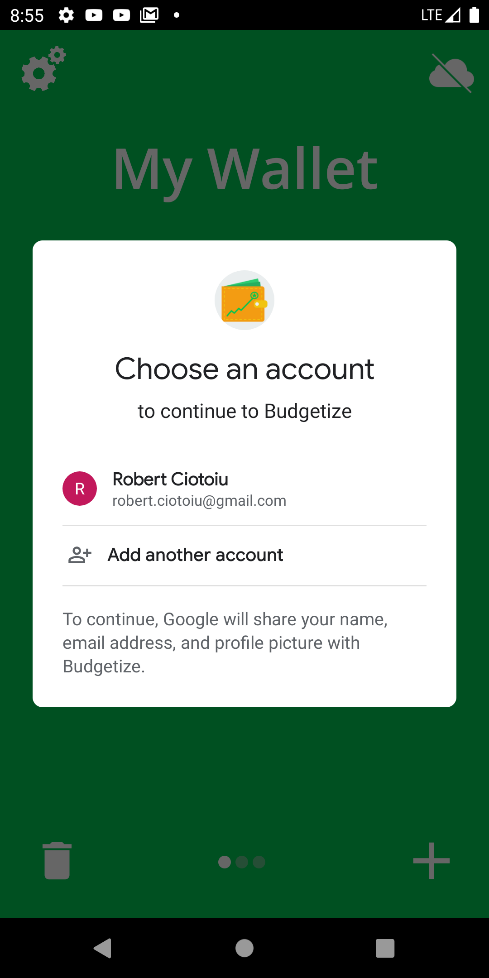 8:55
LTE
My Wallet
Choose an account
to continue to Budgetize
R
Robert Ciotoiu
robert.ciotoiu@gmail.com
Add another account
To continue, Google will share your name,
email address, and profile picture with
Budgetize.